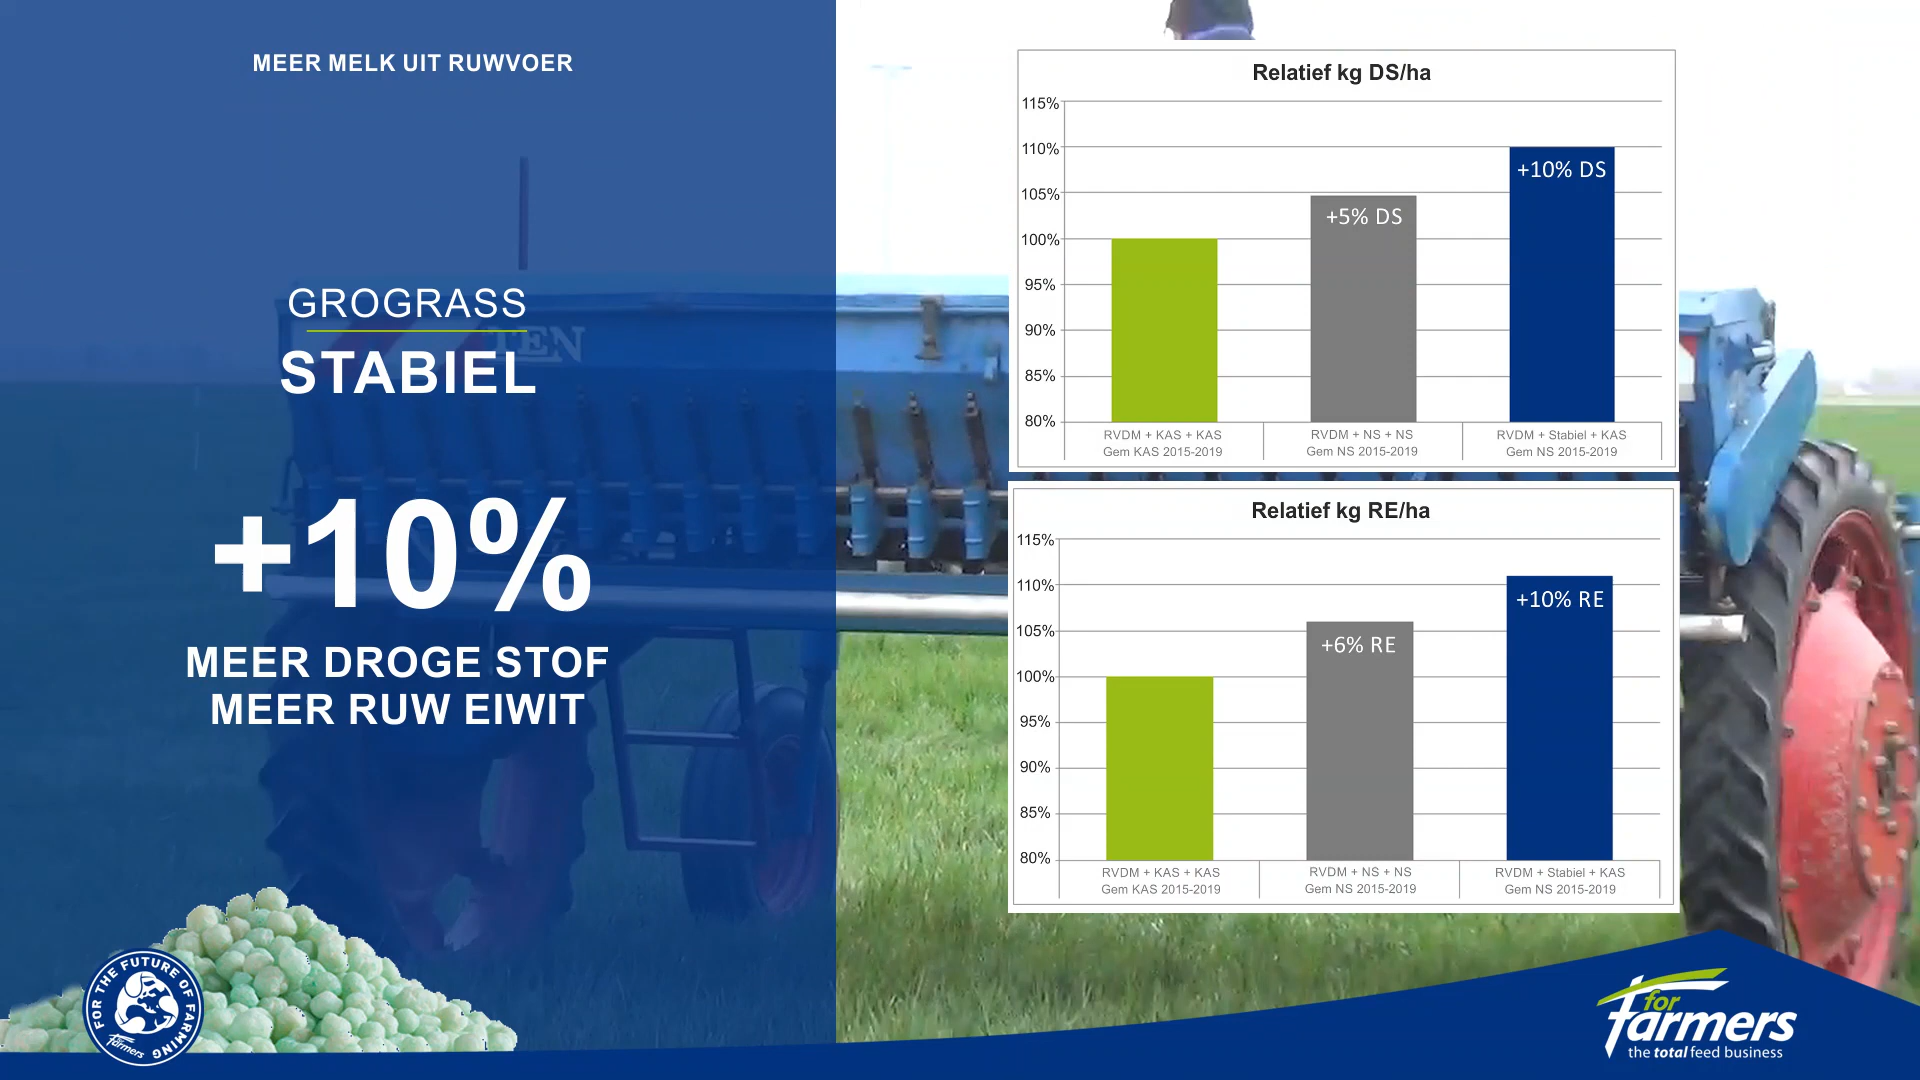 MEER MELK UIT RUWVOER
GROGRASS
STABIEL
+10%
MEER DROGE STOF
MEER RUW EIWIT
TEN
FOR THE FUTURE OF FARMING
for farmers
Relatief kg DS/ha
115%
110%
105%
100%
95%
90%
85%
80%
+5% DS
+10% DS
RVDM + KAS + KAS
Gem KAS 2015-2019
RVDM + NS + NS
Gem NS 2015-2019
RVDM + Stabiel + KAS
Gem NS 2015-2019
Relatief kg RE/ha
115%
110%
105%
100%
95%
90%
85%
80%
+6% RE
+10% RE
RVDM + KAS + KAS
Gem KAS 2015-2019
RVDM + NS + NS
Gem NS 2015-2019
RVDM + Stabiel + KAS
Gem NS 2015-2019
for
farmers
the total feed business